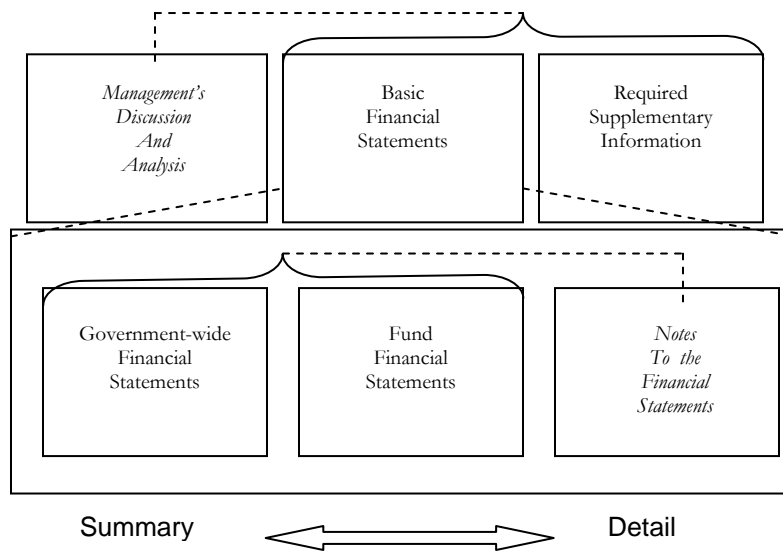 Management's
Discussion
And
Analysis
Basic
Financial
Statements
Required
Supplementary
Information
Government-wide
Financial
Statements
Fund
Financial
Statements
Notes
To the
Financial
Statements
Summary
Detail